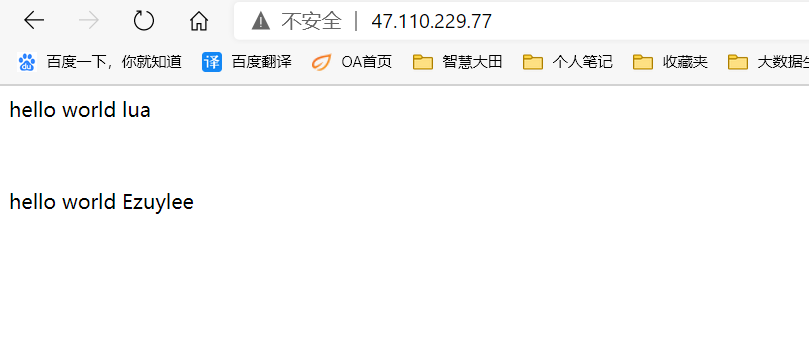 不安全 47.110.229.77
译 百度一下，你就知道 百度翻译 OA首页 智慧大田 个人笔记 收藏夹 大数据生
hello world lua
hello world Ezuylee